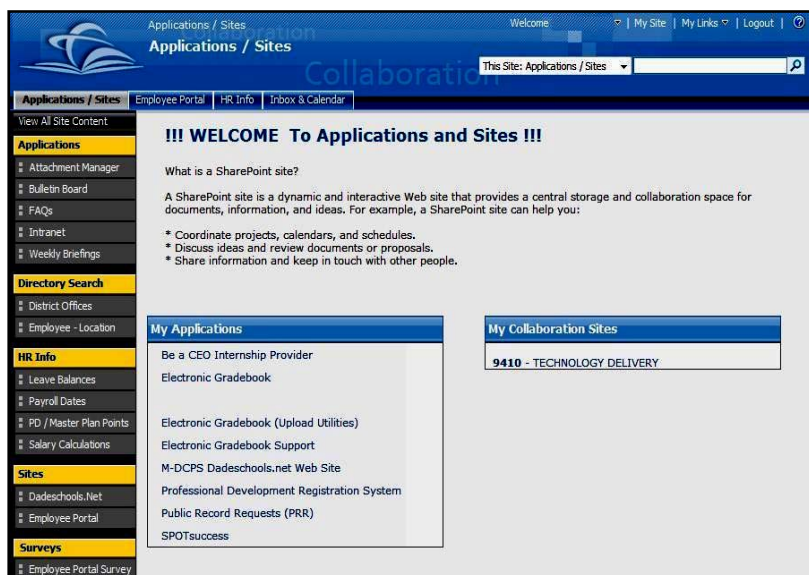 Applications / Sites
Applications / Sites
Collaboration
Welcome | My Site | My Links | Logout |
This Site: Applications / Sites
Applications / Sites Employee Portal HR Info Inbox & Calendar
View All Site Content
Applications
Attachment Manager
Bulletin Board
FAQs
Intranet
Weekly Briefings
Directory Search
District Offices
Employee - Location
HR Info
Leave Balances
Payroll Dates
PD / Master Plan Points
Salary Calculations
Sites
Dadeschools.Net
Employee Portal
Surveys
Employee Portal Survey
!!! WELCOME To Applications and Sites !!!
What is a SharePoint site?
A SharePoint site is a dynamic and interactive Web site that provides a central storage and collaboration space for
documents, information, and ideas. For example, a SharePoint site can help you:
* Coordinate projects, calendars, and schedules.
* Discuss ideas and review documents or proposals.
* Share information and keep in touch with other people.
My Applications
Be a CEO Internship Provider
Electronic Gradebook
Electronic Gradebook (Upload Utilities)
Electronic Gradebook Support
M-DCPS Dadeschools.net Web Site
Professional Development Registration System
Public Record Requests (PRR)
SPOTsuccess
My Collaboration Sites
9410 - TECHNOLOGY DELIVERY